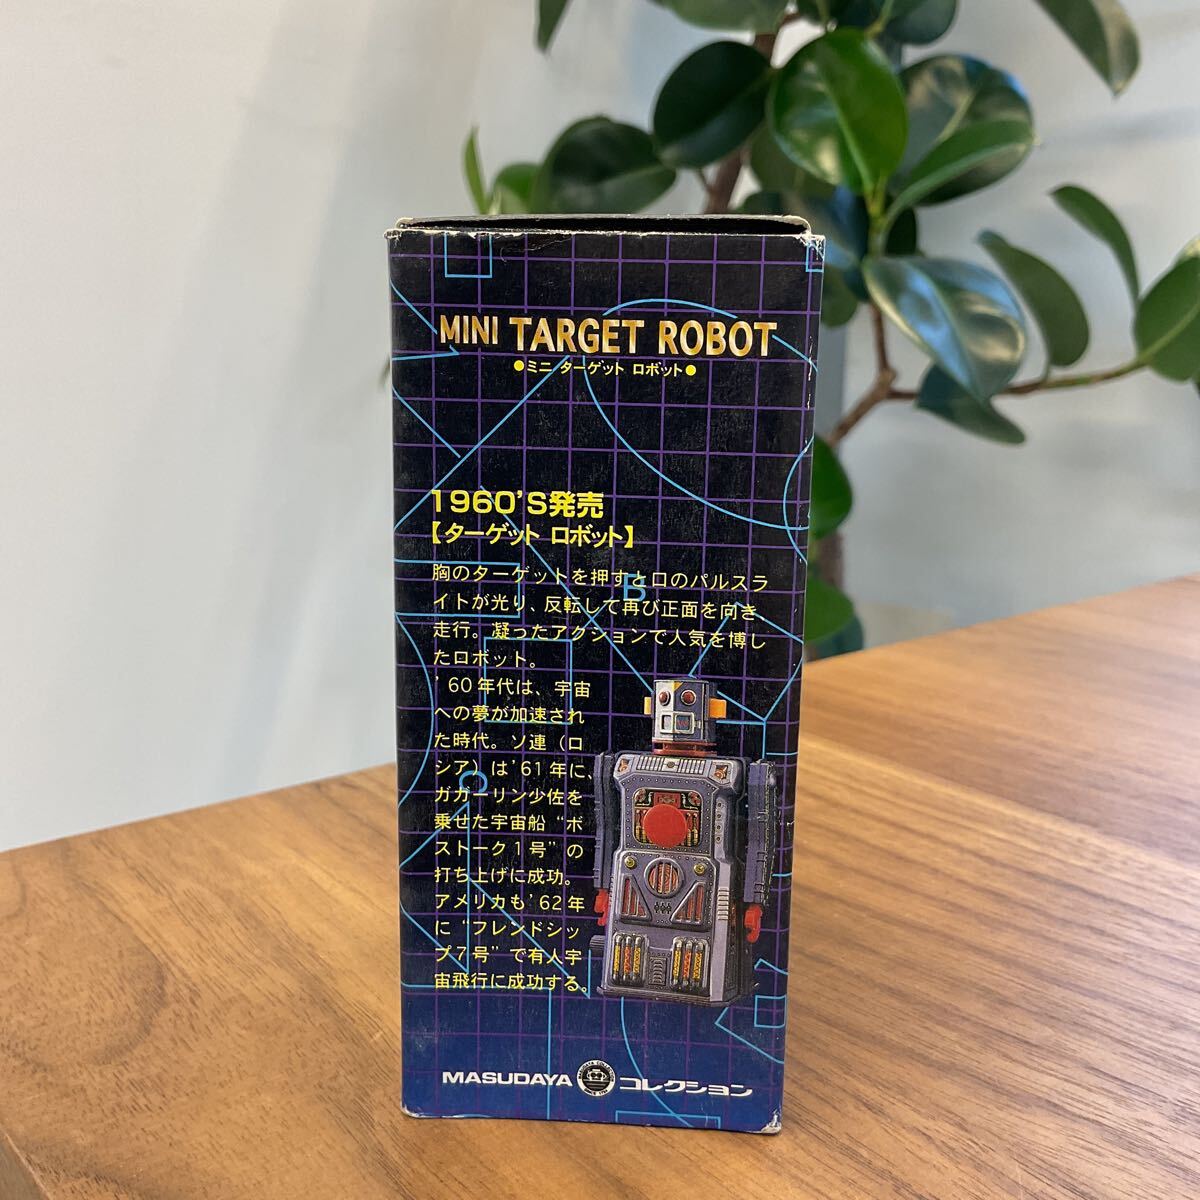 MINI TARGET ROBOT
●ミニ ターゲット ロボット●
1960'S発売
【ターゲット ロボット】
胸のターゲットを押すと口のパルスラ
イトが光り、反転して再び正面を向き、
走行。凝ったアクションで人気を博し
たロボット。
'60年代は、宇宙
への夢が加速され
た時代。ソ連（ロ
シア）は'61年に、
ガガーリン少佐を
乗せた宇宙船“ボ
ストーク1号”の
打ち上げに成功。
アメリカも'62年
に“フレンドシッ
プ7号”で有人宇
宙飛行に成功する。
B
C
MASUDAYA コレクション